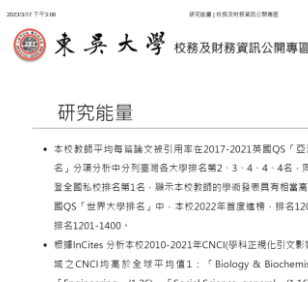 2023/3/17 下午3:06 研究能量 | 校務及財務資訊公開專區
東吳大學 校務及財務資訊公開專區
研究能量
• 本校教師平均每篇論文被引用率在2017-2021英國QS「亞
名」分項分析中分列臺灣各大學排名第2、3、4、4、4名，同
登全國私校排名第1名，顯示本校教師的學術發表具有相當高
國QS「世界大學排名」中，本校2022年首度進榜，排名120
排名1201-1400。
• 根據InCites 分析本校2010-2021年CNCI(學科正規化引文影
域之CNCI均高於全球平均值1：「Biology & Biochemis